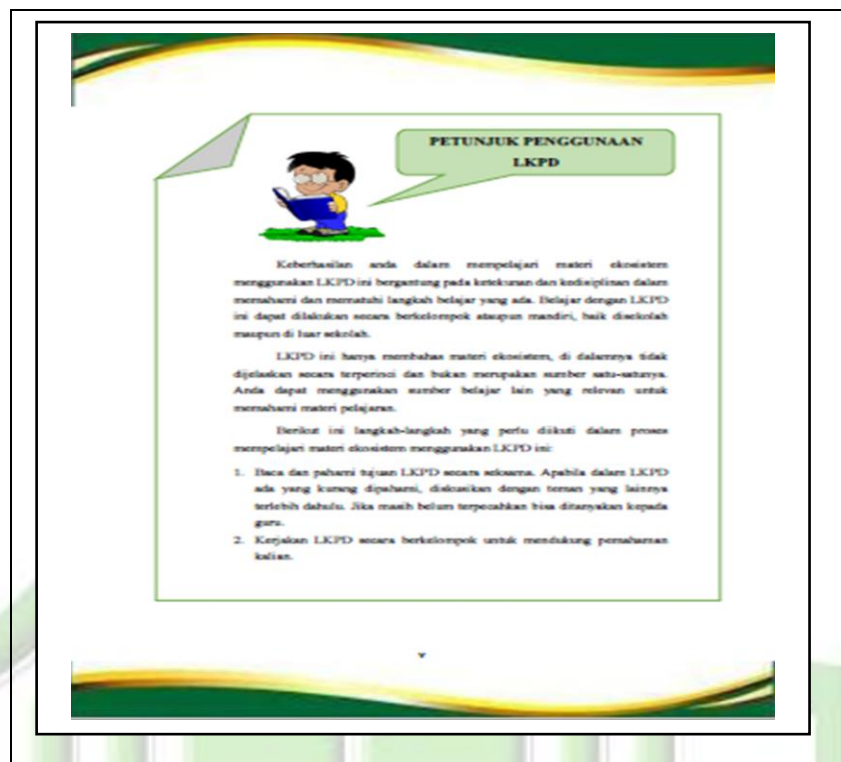 PETUNJUK PENGGUNAAN
LKPD
Keberhasilan anda dalam mempelajari materi ekosistem
menggunakan LKPD ini bergantung pada ketekunan dan kedisiplinan dalam
memahami dan mematuhi langkah belajar yang ada. Belajar dengan LKPD
ini dapat dilakukan secara berkelompok ataupun mandiri, baik disekolah
maupun di luar sekolah.
LKPD ini hanya membahas materi ekosistem, di dalamnya tidak
dijelaskan secara terperinci dan bukan merupakan sumber satu-satunya.
Anda dapat menggunakan sumber belajar lain yang relevan untuk
memahami materi pelajaran.
Berikut ini langkah-langkah yang perlu diikuti dalam proses
mempelajari materi ekosistem menggunakan LKPD ini:
1. Baca dan pahami tujuan LKPD secara seksama. Apabila dalam LKPD
ada yang kurang dipahami, diskusikan dengan teman yang lainnya
terlebih dahulu. Jika masih belum terpecahkan bisa ditanyakan kepada
guru.
2. Kerjakan LKPD secara berkelompok untuk mendukung pemahaman
kalian.
v